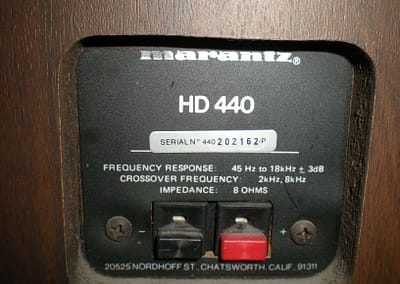 marantz®
HD 440
SERIAL Nº 440 202162-P
FREQUENCY RESPONSE: 45 Hz to 18kHz ± 3dB
CROSSOVER FREQUENCY: 2kHz, 8kHz
IMPEDANCE: 8 OHMS
- +
20525 NORDHOFF ST., CHATSWORTH, CALIF. 91311